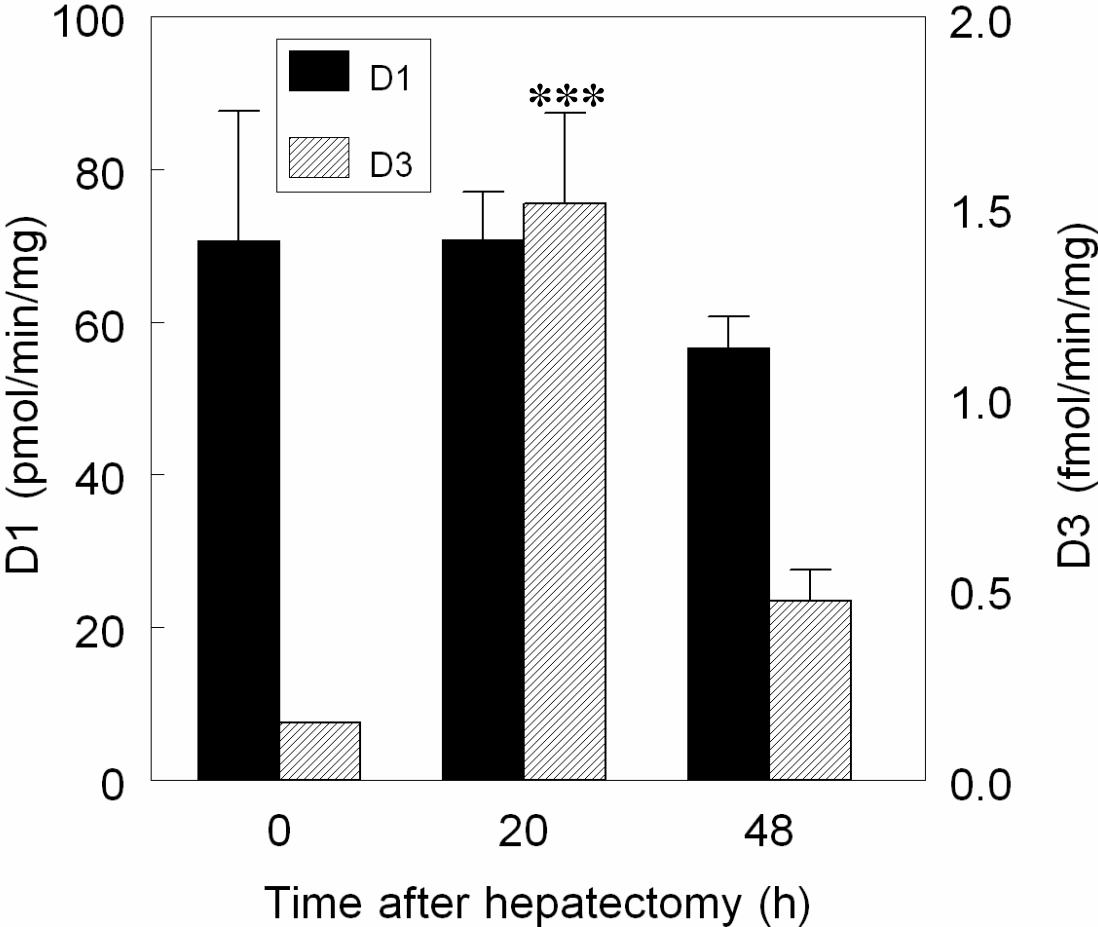 100
80
60
40
20
0
D1 (pmol/min/mg)
D1
D3
***
2.0
1.5
1.0
0.5
0.0
D3 (fmol/min/mg)
0 20 48
Time after hepatectomy (h)